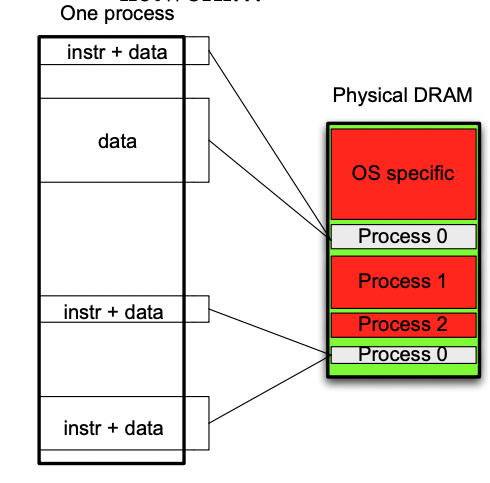 One process
instr + data
data
instr + data
instr + data
Physical DRAM
OS specific
Process 0
Process 1
Process 2
Process 0